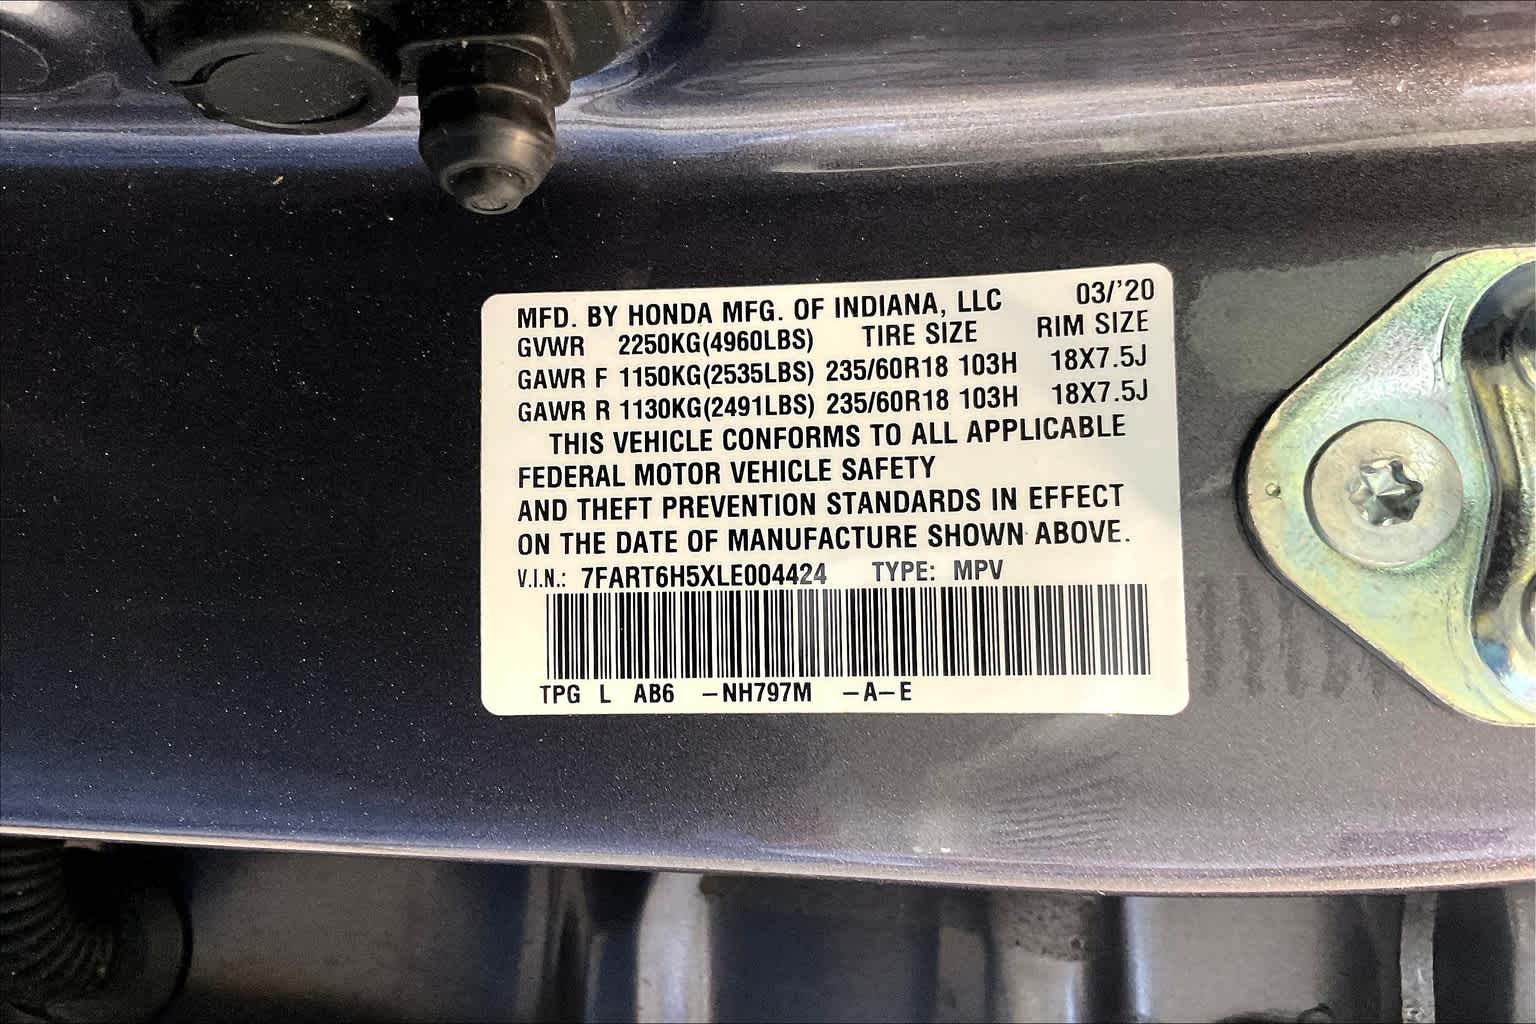 MFD. BY HONDA MFG. OF INDIANA, LLC 03/'20
GVWR 2250KG(4960LBS) TIRE SIZE RIM SIZE
GAWR F 1150KG(2535LBS) 235/60R18 103H 18X7.5J
GAWR R 1130KG(2491LBS) 235/60R18 103H 18X7.5J
THIS VEHICLE CONFORMS TO ALL APPLICABLE
FEDERAL MOTOR VEHICLE SAFETY
AND THEFT PREVENTION STANDARDS IN EFFECT
ON THE DATE OF MANUFACTURE SHOWN ABOVE.
V.I.N.: 7FART6H5XLE004424 TYPE: MPV
TPG L AB6 –NH797M –A–E